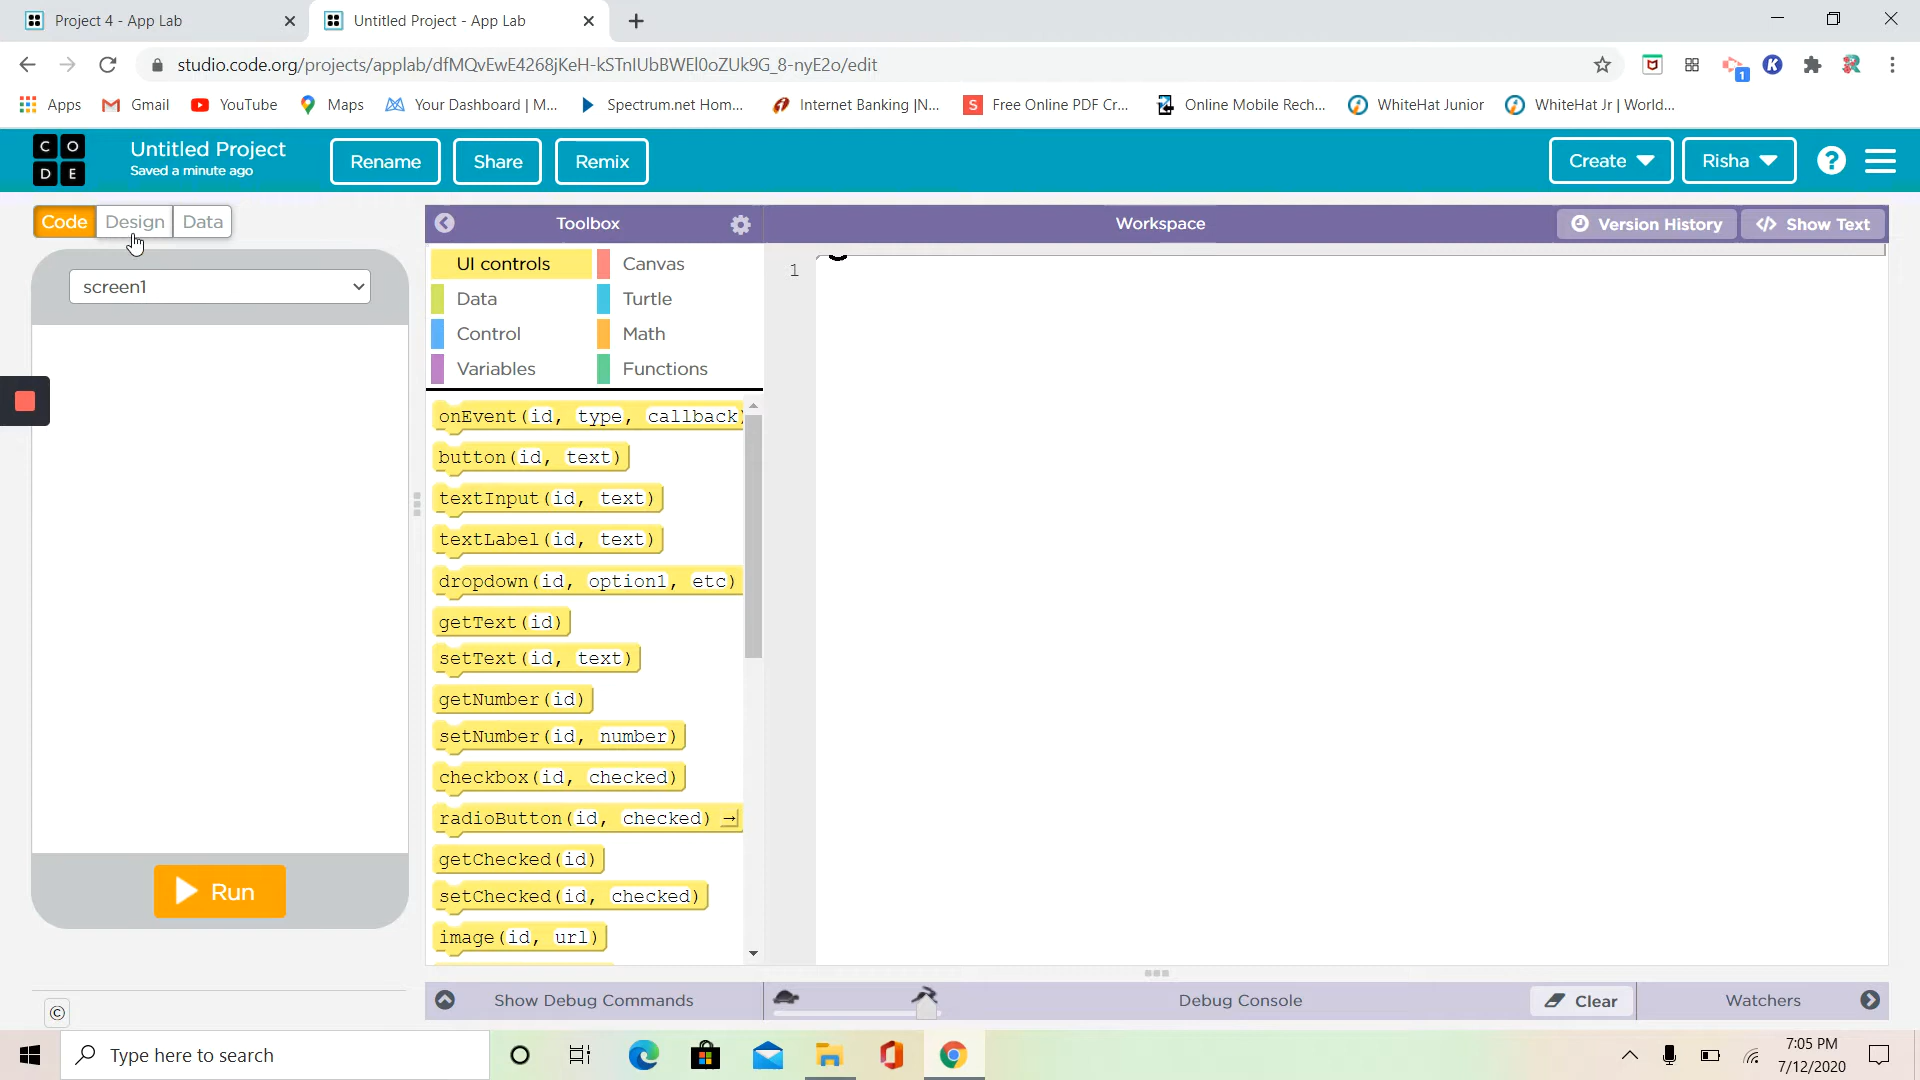 Project 4 - App Lab
Untitled Project - App Lab
studio.code.org/projects/applab/dfMQvEwE4268jKeH-kSTnIUbBWEl0oZUk9G_8-nyE2o/edit
1
K
Apps
Gmail
YouTube
Maps
Your Dashboard | M...
Spectrum.net Hom...
Internet Banking |N...
S
Free Online PDF Cr...
Online Mobile Rech...
WhiteHat Junior
WhiteHat Jr | World...
C O
D E
Untitled Project
Saved a minute ago
Rename
Share
Remix
Create
Risha
?
Code
Design
Data
Toolbox
Workspace
Version History
Show Text
screen1
UI controls
Canvas
Data
Turtle
Control
Math
Variables
Functions
1
onEvent(id, type, callback)
button(id, text)
textInput(id, text)
textLabel(id, text)
dropdown(id, option1, etc)
getText(id)
setText(id, text)
getNumber(id)
setNumber(id, number)
checkbox(id, checked)
radioButton(id, checked) →
getChecked(id)
setChecked(id, checked)
image(id, url)
Run
©
Show Debug Commands
Debug Console
Clear
Watchers
Type here to search
7:05 PM
7/12/2020